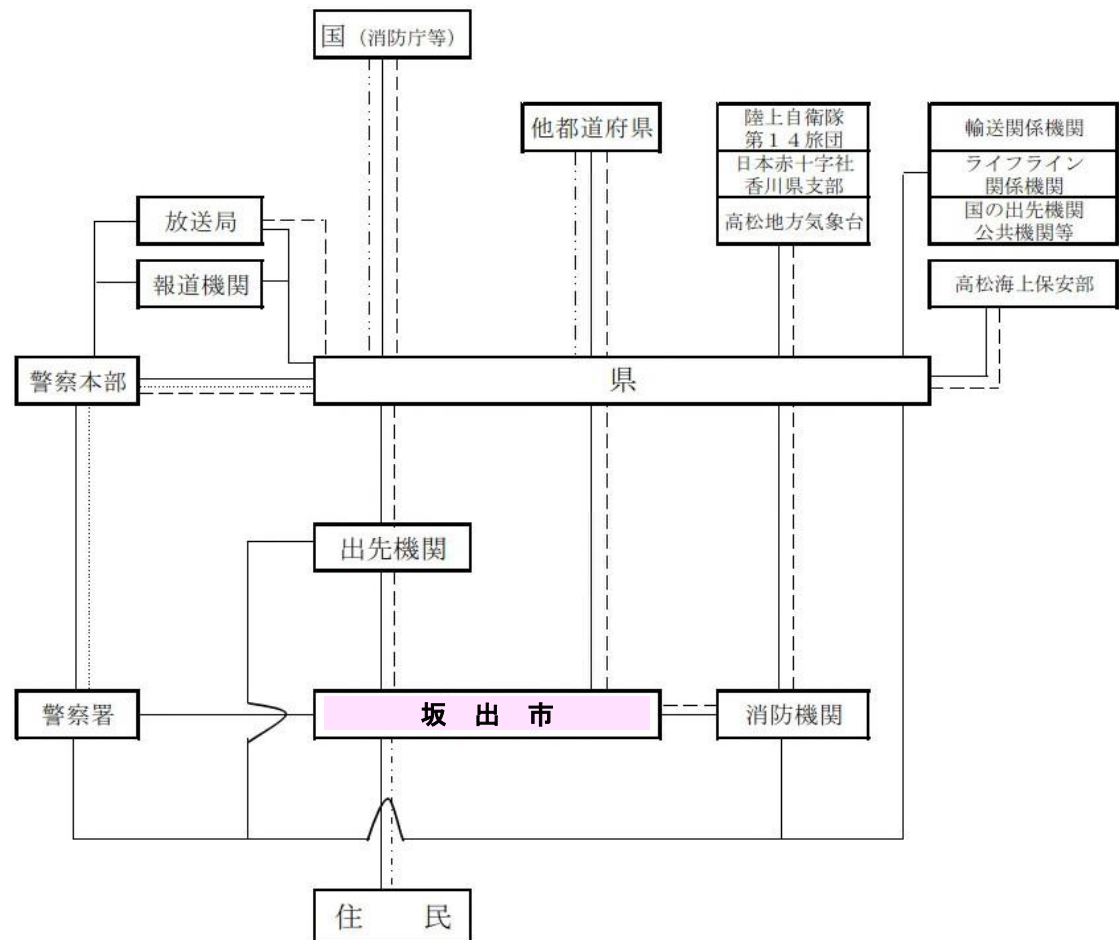 国（消防庁等）
他都道府県
陸上自衛隊
第１４旅団
日本赤十字社
香川県支部
高松地方気象台
輸送関係機関
ライフライン
関係機関
国の出先機関
公共機関等
放送局
報道機関
高松海上保安部
警察本部
県
出先機関
警察署
坂出市
消防機関
住民